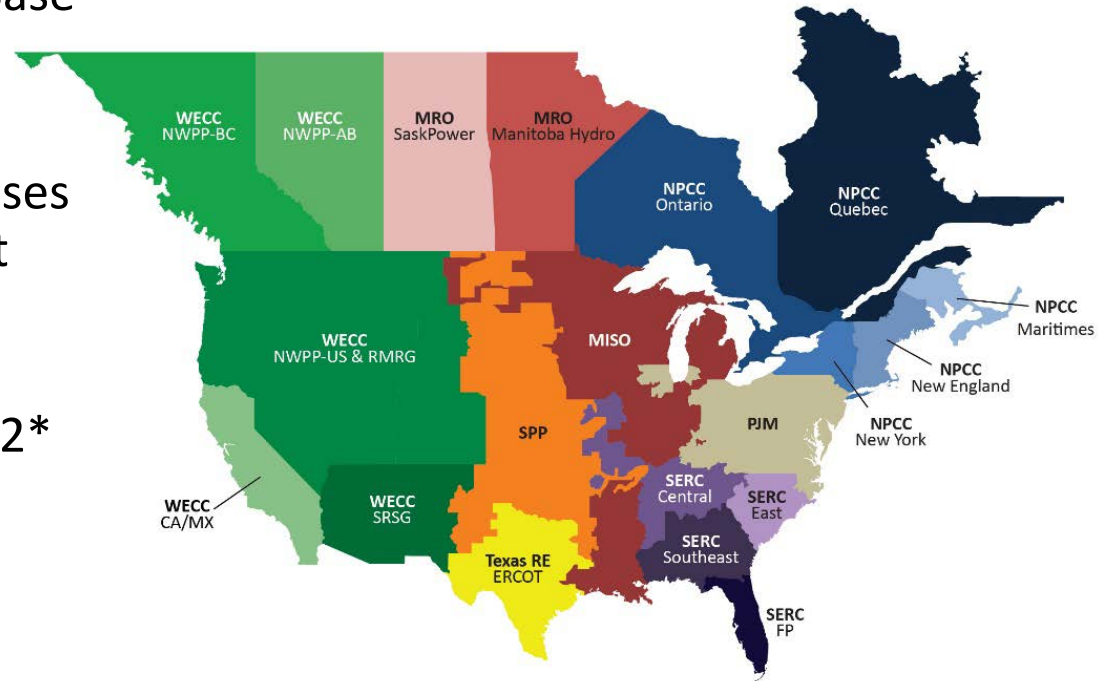 ase
ses
t
2*
WECC
NWPP-BC
WECC
NWPP-AB
MRO
SaskPower
MRO
Manitoba Hydro
NPCC
Ontario
NPCC
Quebec
NPCC
Maritimes
NPCC
New England
NPCC
New York
WECC
NWPP-US & RMRG
MISO
SPP
PJM
WECC
CA/MX
WECC
SRSG
SERC
Central
SERC
East
SERC
Southeast
Texas RE
ERCOT
SERC
FP